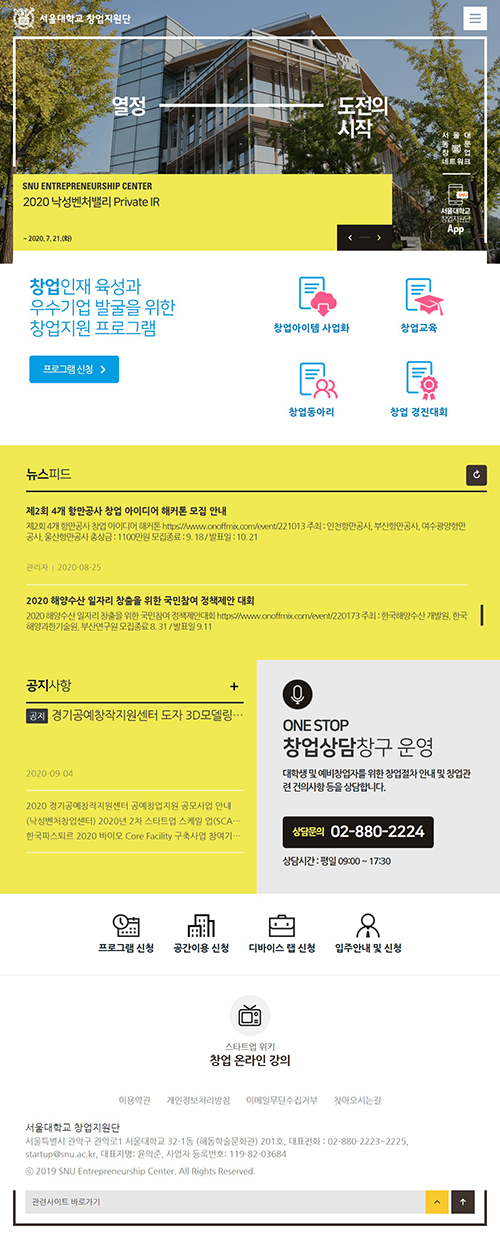 서울대학교 창업지원단
열정
도전의
시작
서 울 대
동 문
창 업
네트워크
SNU ENTREPRENEURSHIP CENTER
2020 낙성벤처밸리 Private IR
~ 2020. 7. 21.(화)
서울대학교
창업지원단
App
창업인재 육성과
우수기업 발굴을 위한
창업지원 프로그램
프로그램 신청
창업아이템 사업화
창업교육
창업동아리
창업 경진대회
뉴스피드
제2회 4개 항만공사 창업 아이디어 해커톤 모집 안내
제2회 4개 항만공사 창업 아이디어 해커톤 https://www.onoffmix.com/event/221013 주최 : 인천항만공사, 부산항만공사, 여수광양항만
공사, 울산항만공사 총상금 : 1100만원 모집종료 : 9. 18 / 발표일 : 10. 21
관리자 | 2020-08-25
2020 해양수산 일자리 창출을 위한 국민참여 정책제안 대회
2020 해양수산 일자리 창출을 위한 국민참여 정책제안대회 https://www.onoffmix.com/event/220173 주최 : 한국해양수산 개발원, 한국
해양과한기술원, 부산연구원 모집종료 8. 31 / 발표일 9.11
공지사항 +
공지 경기공예창작지원센터 도자 3D모델링…
2020-09-04
2020 경기공예창작지원센터 공예창업지원 공모사업 안내
(낙성벤처창업센터) 2020년 2차 스타트업 스케일 업(SCA…
한국파스퇴르 2020 바이오 Core Facility 구축사업 참여기…
ONE STOP
창업상담창구 운영
대학생 및 예비창업자를 위한 창업절차 안내 및 창업관
련 건의사항 등을 상담합니다.
상담문의 02-880-2224
상담시간 : 평일 09:00 ~ 17:30
프로그램 신청
공간이용 신청
디바이스 랩 신청
입주안내 및 신청
스타트업 위키
창업 온라인 강의
이용약관 개인정보처리방침 이메일무단수집거부 찾아오시는길
서울대학교 창업지원단
서울특별시 관악구 관악로1 서울대학교 32-1동 (해동학술문화관) 201호, 대표전화 : 02-880-2223~2225,
startup@snu.ac.kr, 대표자명: 윤의준, 사업자 등록번호: 119-82-03684
ⓒ 2019 SNU Entrepreneurship Center. All Rights Reserved.
관련사이트 바로가기